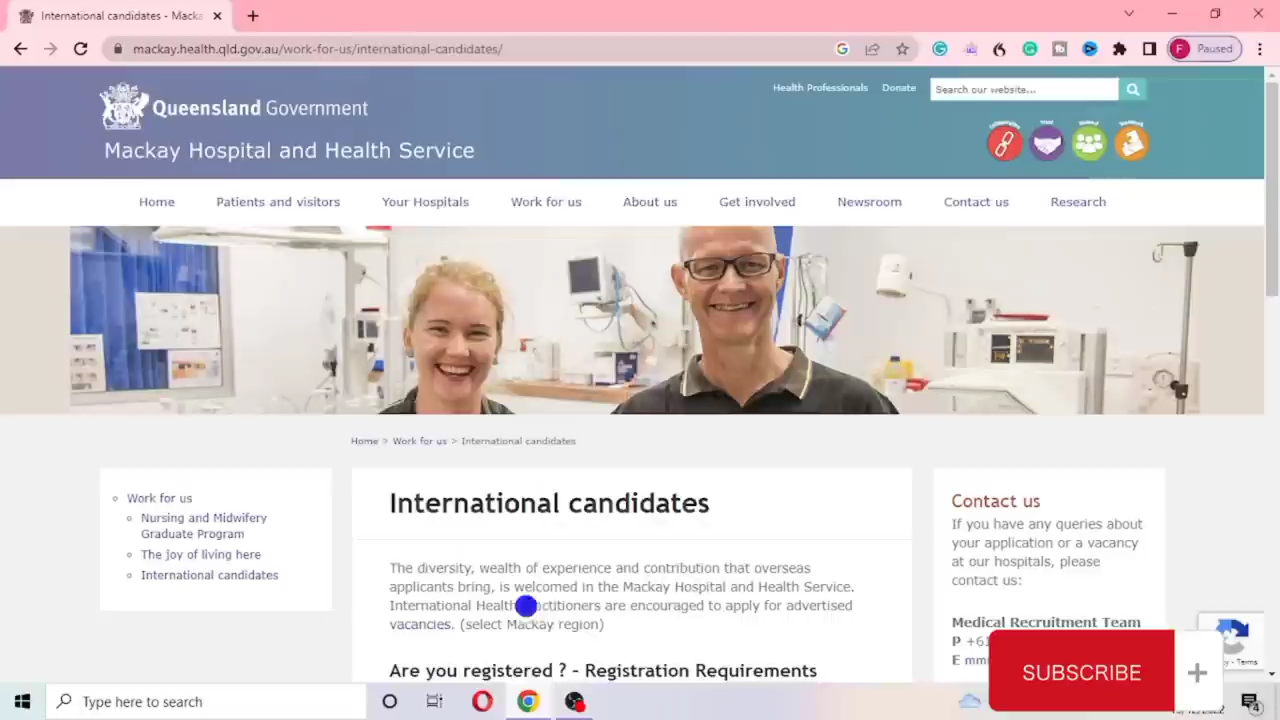 International candidates - Macka
mackay.health.qld.gov.au/work-for-us/international-candidates/
F Paused
Queensland Government
Mackay Hospital and Health Service
Health Professionals Donate
Search our website...
Home Patients and visitors Your Hospitals Work for us About us Get involved Newsroom Contact us Research
Home > Work for us > International candidates
Work for us
Nursing and Midwifery
Graduate Program
The joy of living here
International candidates
International candidates
The diversity, wealth of experience and contribution that overseas
applicants bring, is welcomed in the Mackay Hospital and Health Service.
International Health ctitioners are encouraged to apply for advertised
vacancies. (select Mackay region)
Are you registered ? - Registration Requirements
Contact us
If you have any queries about
your application or a vacancy
at our hospitals, please
contact us:
Medical Recruitment Team
P +61
E mm
- Terms
SUBSCRIBE +
Type here to search
4